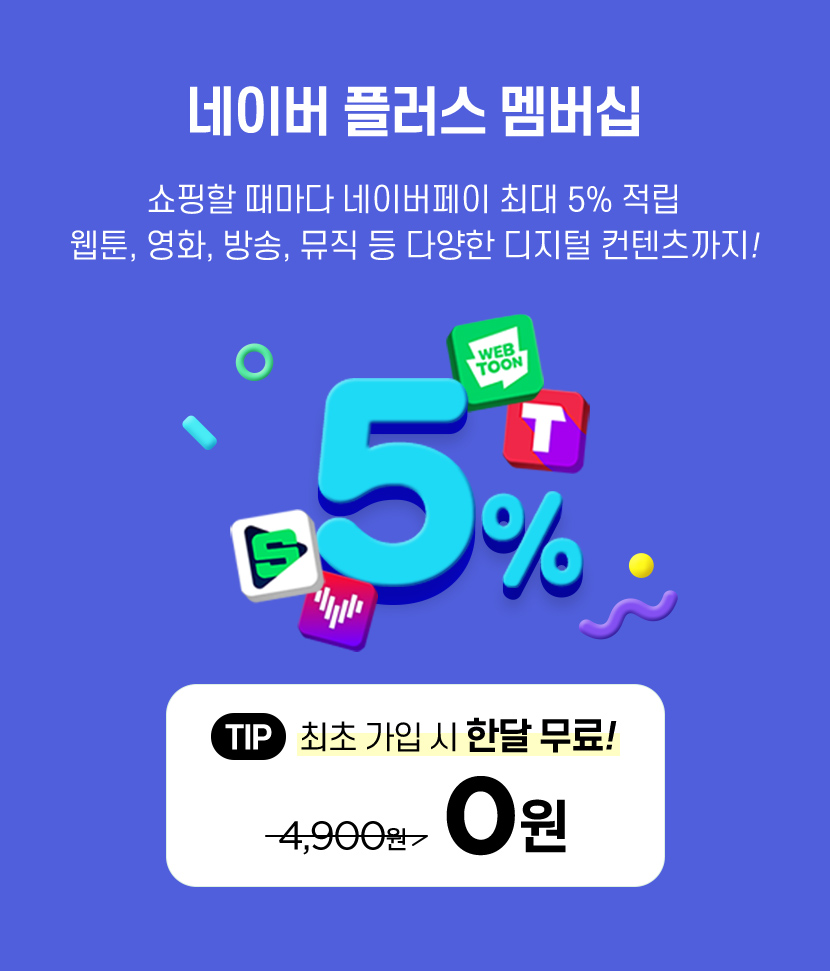 네이버 플러스 멤버십
쇼핑할 때마다 네이버페이 최대 5% 적립
웹툰, 영화, 방송, 뮤직 등 다양한 디지털 컨텐츠까지!
WEB
TOON
T
5%
S
TIP 최초 가입 시 한달 무료!
4,900원 0원